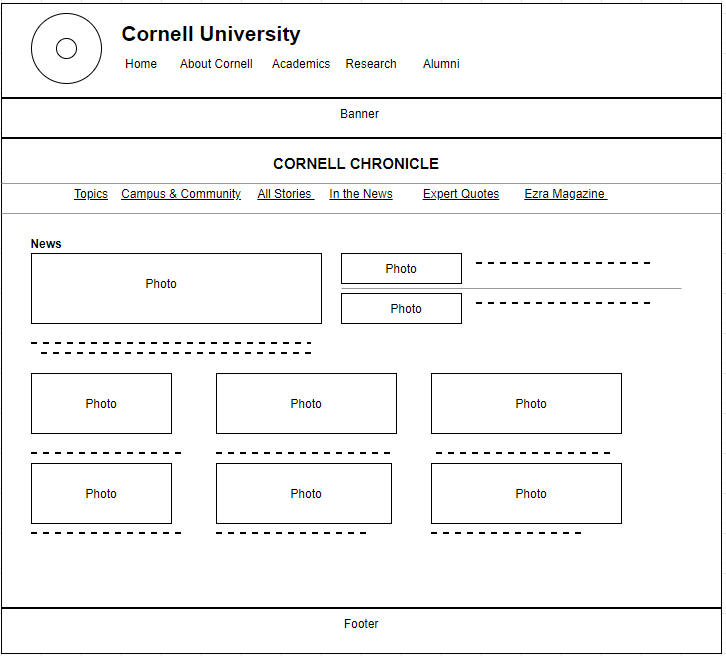 Cornell University
Home About Cornell Academics Research Alumni
Banner
CORNELL CHRONICLE
Topics Campus & Community All Stories In the News Expert Quotes Ezra Magazine
News
Photo
Photo
Photo
Photo Photo Photo
Photo Photo Photo
Footer